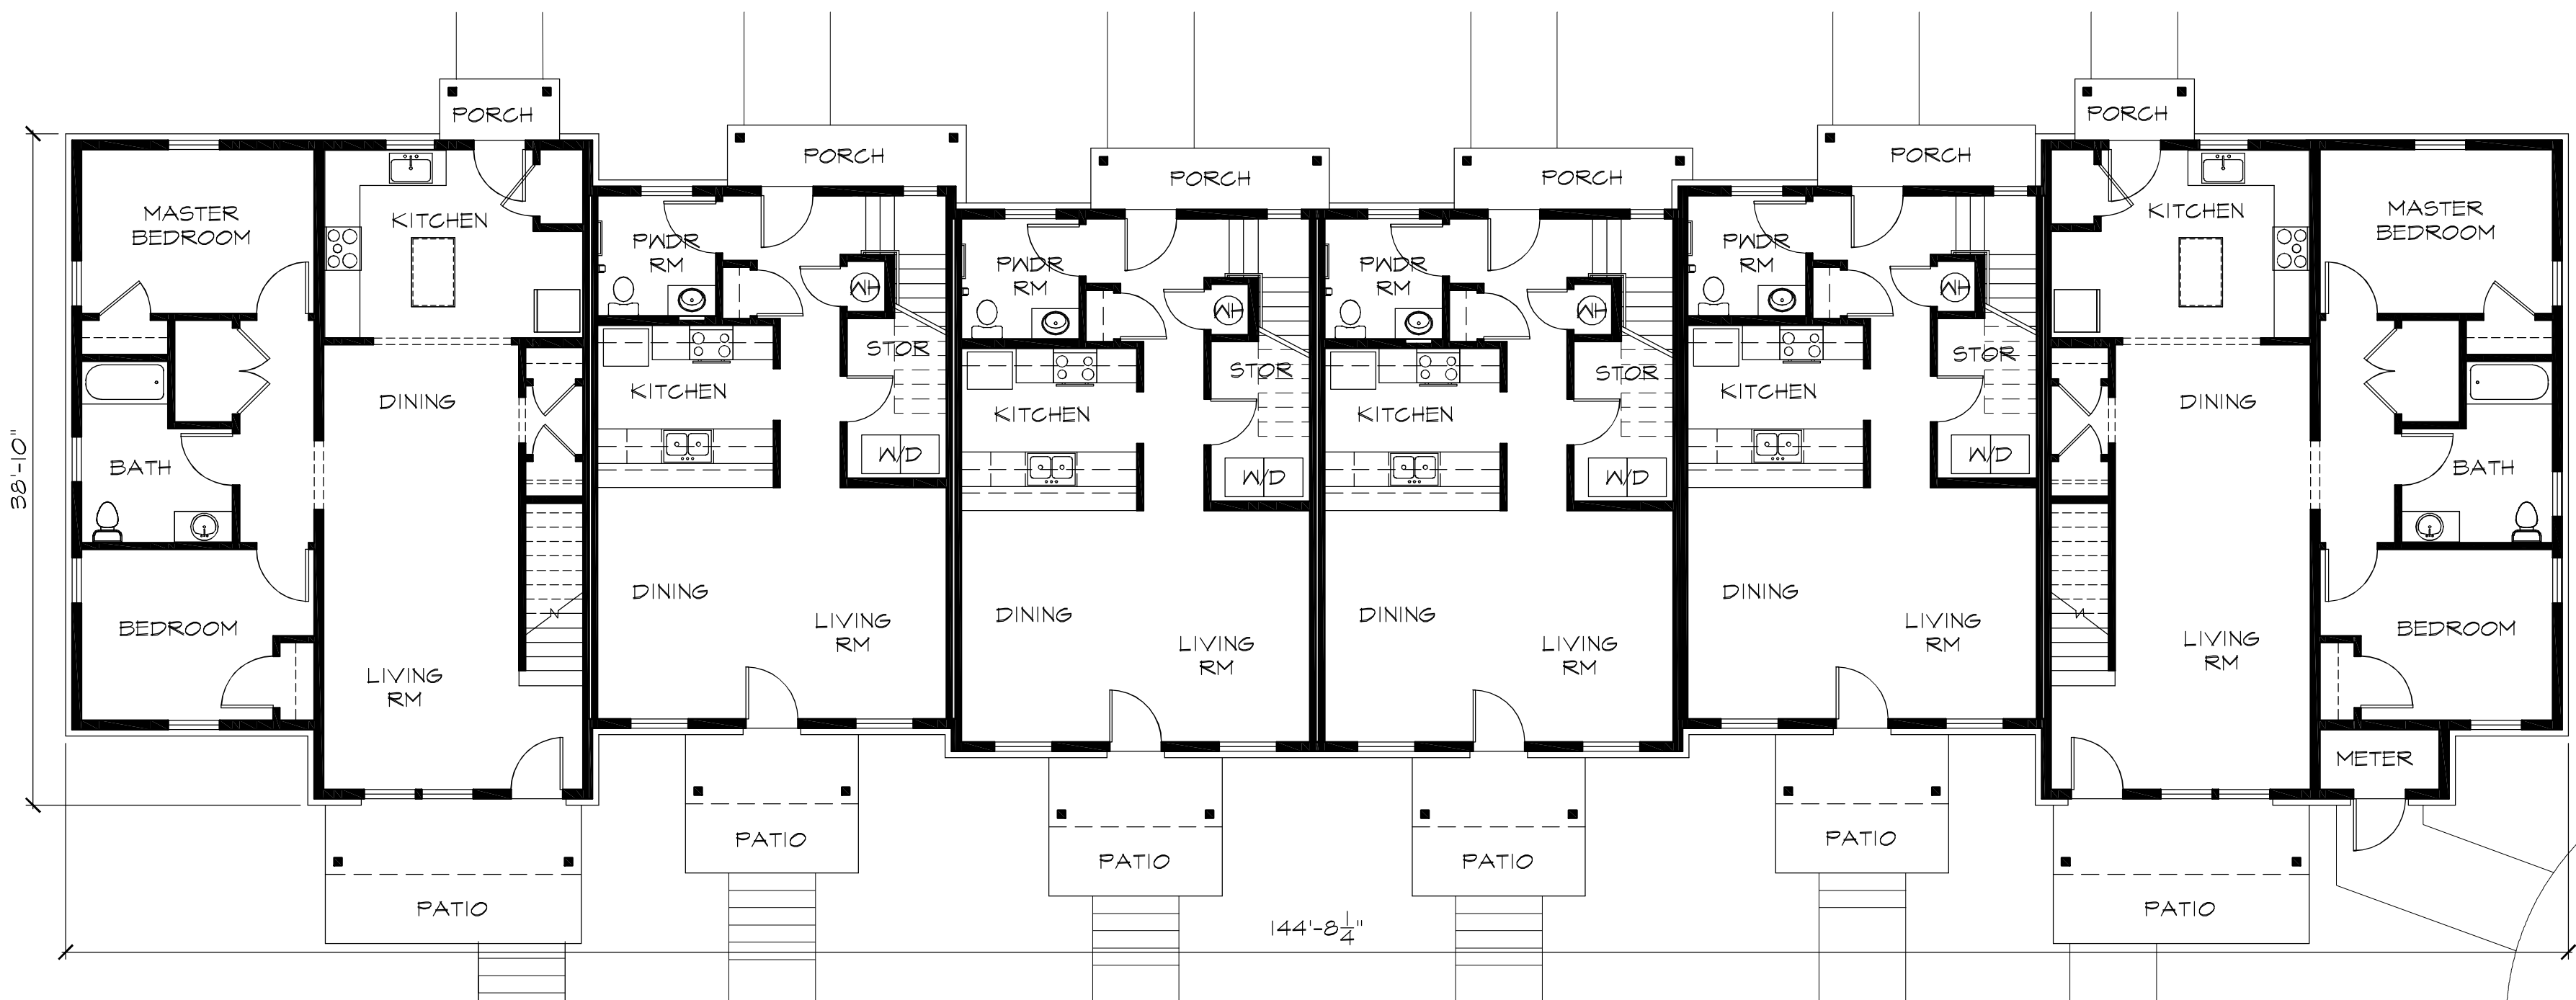 PORCH
MASTER
BEDROOM
KITCHEN
DINING
BATH
BEDROOM
LIVING
RM
PATIO
38'-10"
PORCH
PWDR
RM
WH
STOR
KITCHEN
W/D
DINING
LIVING
RM
PATIO
PORCH
PWDR
RM
WH
STOR
KITCHEN
W/D
DINING
LIVING
RM
PATIO
PORCH
PWDR
RM
WH
STOR
KITCHEN
W/D
DINING
LIVING
RM
PATIO
PORCH
PWDR
RM
WH
STOR
KITCHEN
W/D
DINING
LIVING
RM
PATIO
PORCH
KITCHEN
MASTER
BEDROOM
DINING
BATH
BEDROOM
LIVING
RM
METER
PATIO
144'-8 1/4"